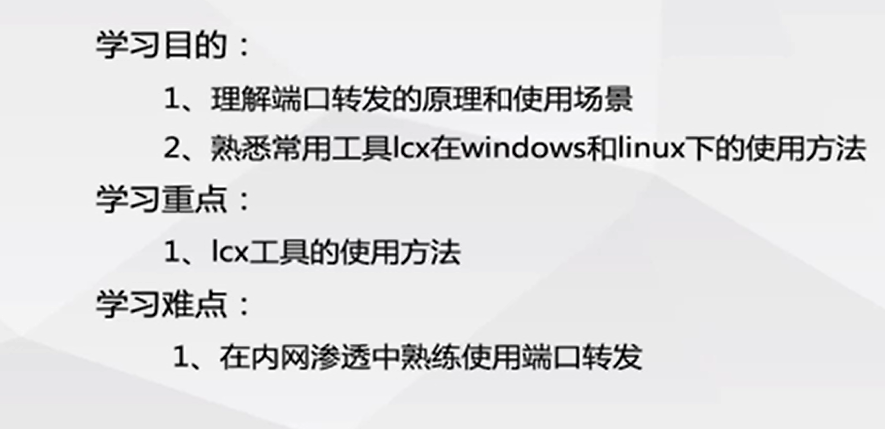 学习目的：
1、理解端口转发的原理和使用场景
2、熟悉常用工具lcx在windows和linux下的使用方法
学习重点：
1、lcx工具的使用方法
学习难点：
1、在内网渗透中熟练使用端口转发